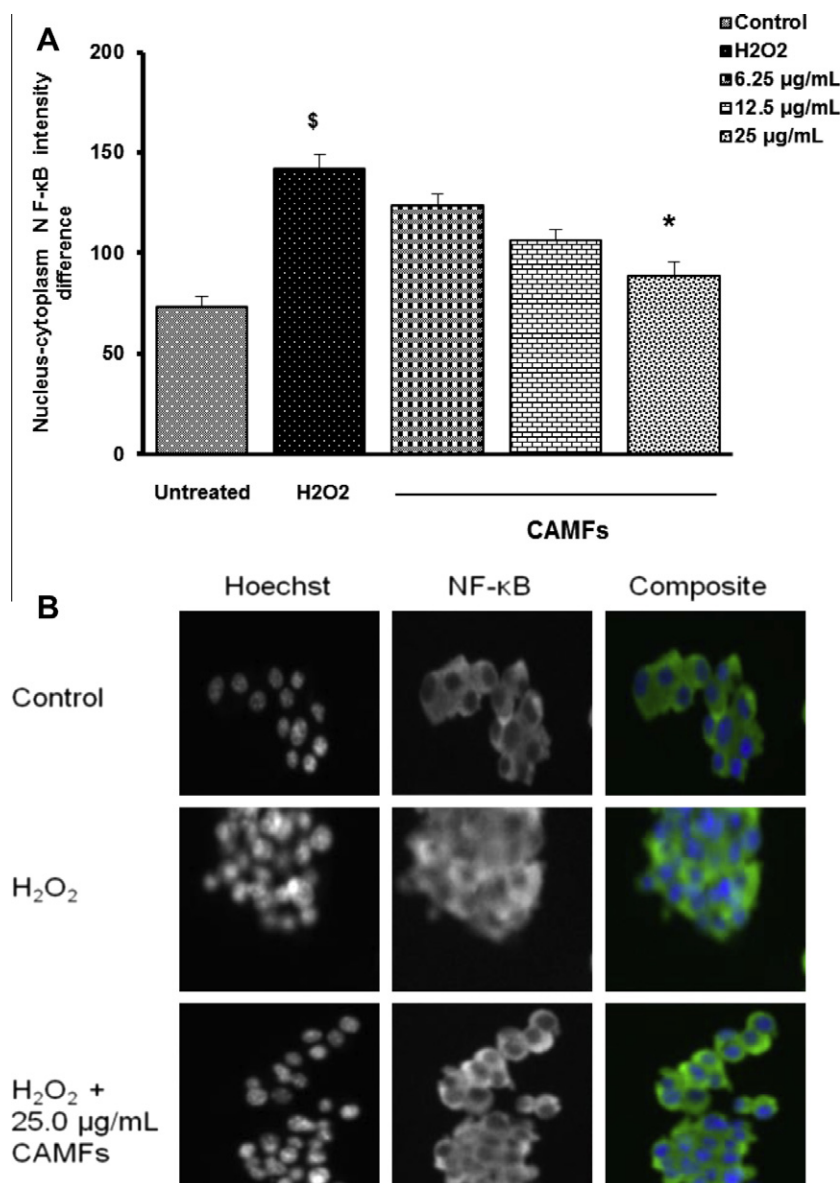 A
Control
H2O2
6.25 µg/mL
12.5 µg/mL
25 µg/mL
Nucleus-cytoplasm N F-κB intensity
difference
200
150
100
50
0
$
*
Untreated
H2O2
CAMFs
B
Hoechst
NF-κB
Composite
Control
H₂O₂
H₂O₂ +
25.0 µg/mL
CAMFs